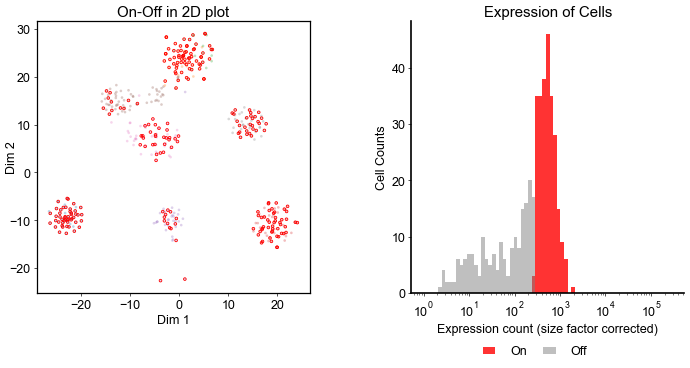 On-Off in 2D plot
30
20
10
0
−10
−20
−20
−10
0
10
20
Dim 2
Dim 1
Expression of Cells
40
30
20
10
0
10⁰
10¹
10²
10³
10⁴
10⁵
Cell Counts
Expression count (size factor corrected)
On
Off